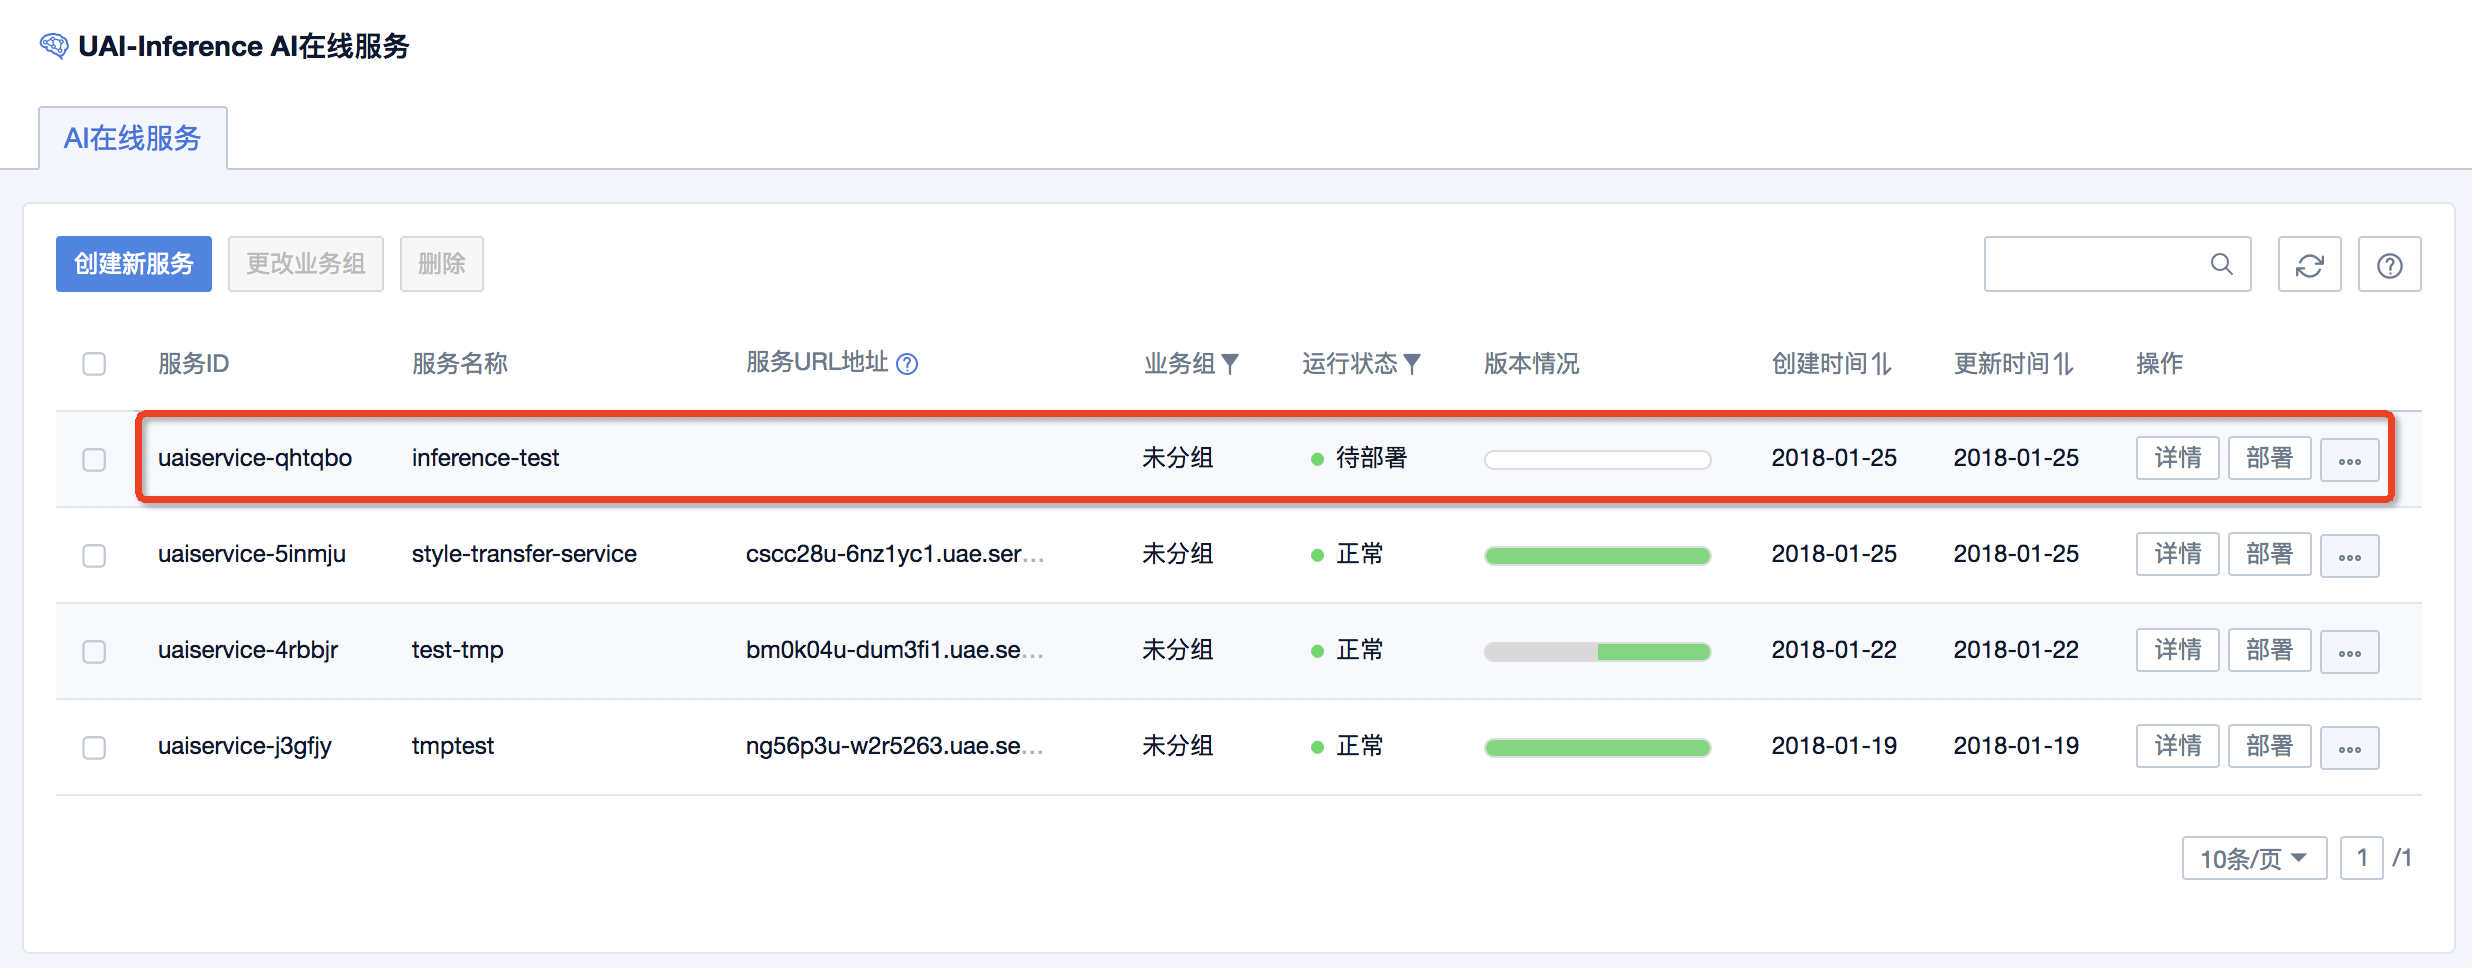 UAI-Inference AI在线服务
AI在线服务
创建新服务 更改业务组 删除
服务ID 服务名称 服务URL地址 业务组 运行状态 版本情况 创建时间 更新时间 操作
uaiservice-qhtqbo inference-test 未分组 待部署 2018-01-25 2018-01-25 详情 部署
uaiservice-5inmju style-transfer-service cscc28u-6nz1yc1.uae.ser... 未分组 正常 2018-01-25 2018-01-25 详情 部署
uaiservice-4rbbjr test-tmp bm0k04u-dum3fi1.uae.se... 未分组 正常 2018-01-22 2018-01-22 详情 部署
uaiservice-j3gfjy tmptest ng56p3u-w2r5263.uae.se... 未分组 正常 2018-01-19 2018-01-19 详情 部署
10条/页 1 /1